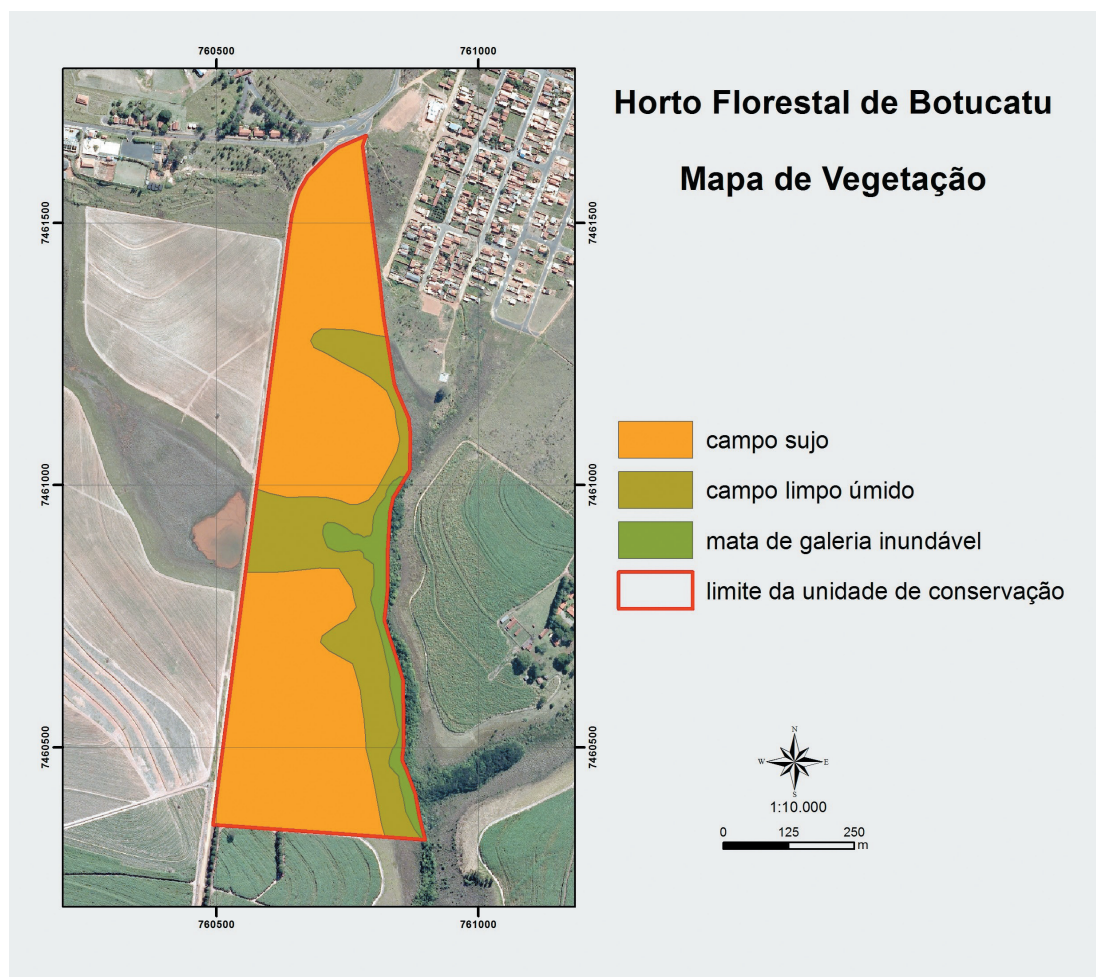 Horto Florestal de Botucatu
Mapa de Vegetação
760500 761000
7461500 7461500
7461000 7461000
7460500 7460500
760500 761000
campo sujo
campo limpo úmido
mata de galeria inundável
limite da unidade de conservação
N
W E
S
1:10.000
0 125 250
m